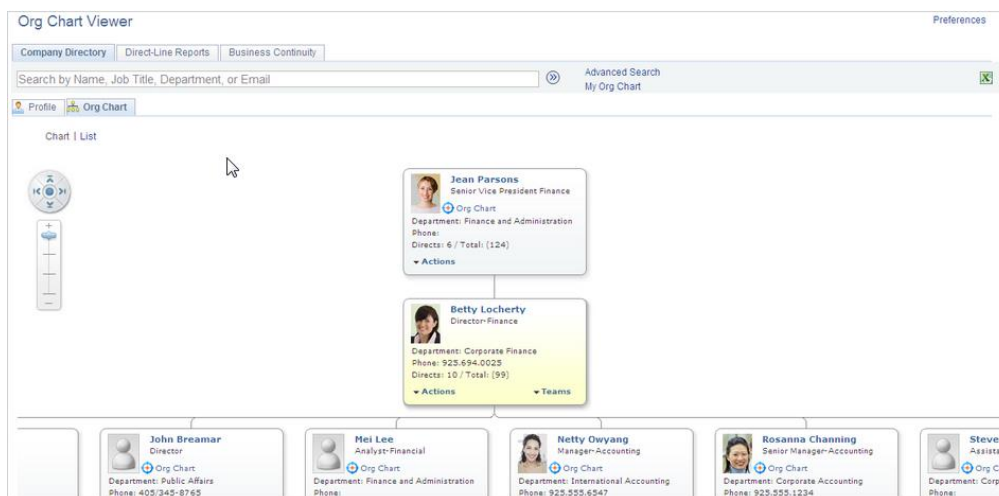 Org Chart Viewer
Preferences
Company Directory
Direct-Line Reports
Business Continuity
Search by Name, Job Title, Department, or Email
Advanced Search
My Org Chart
Profile
Org Chart
Chart | List
Jean Parsons
Senior Vice President Finance
Org Chart
Department: Finance and Administration
Phone:
Directs: 6 / Total: (124)
Actions
Betty Locherty
Director-Finance
Department: Corporate Finance
Phone: 925.694.0025
Directs: 10 / Total: (99)
Actions
Teams
John Breamar
Director
Org Chart
Department: Public Affairs
Phone: 405/345-8765
Mei Lee
Analyst-Financial
Org Chart
Department: Finance and Administration
Phone:
Netty Owyang
Manager-Accounting
Org Chart
Department: International Accounting
Phone: 925.555.6547
Rosanna Channing
Senior Manager-Accounting
Org Chart
Department: Corporate Accounting
Phone: 925.555.1234
Steve
Assista
Org C
Department: Corp
Phone: